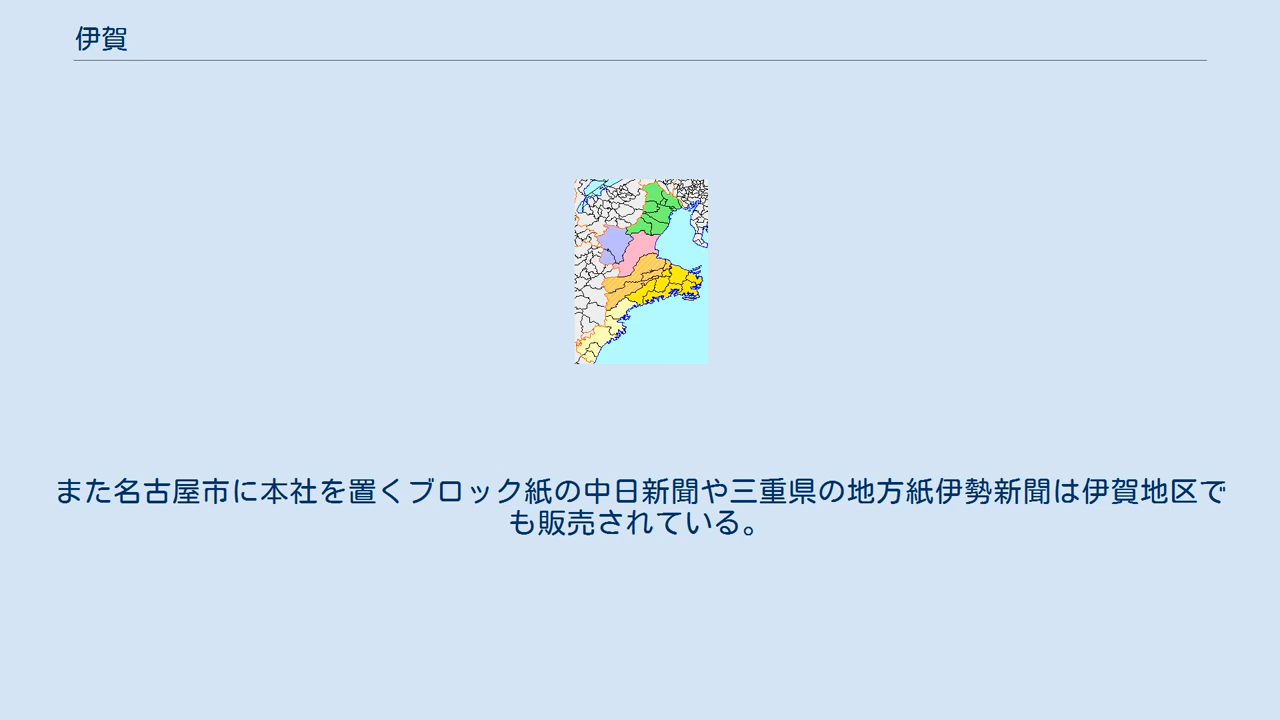 伊賀
また名古屋市に本社を置くブロック紙の中日新聞や三重県の地方紙伊勢新聞は伊賀地区で
も販売されている。